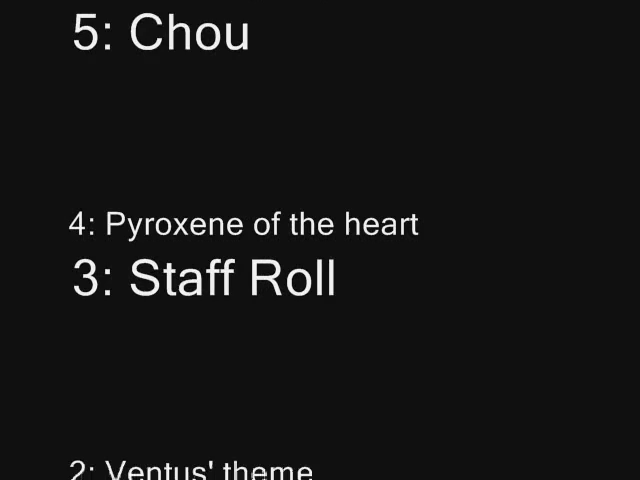 5: Chou
4: Pyroxene of the heart
3: Staff Roll
2: Ventus' theme